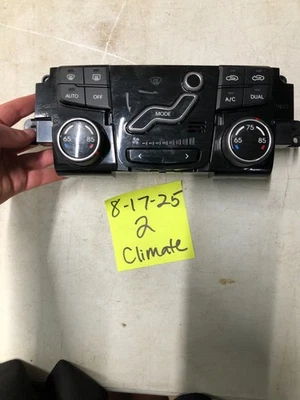 AUTO OFF
MODE
A/C DUAL
65 85
75
65 85
8-17-25
2
Climate